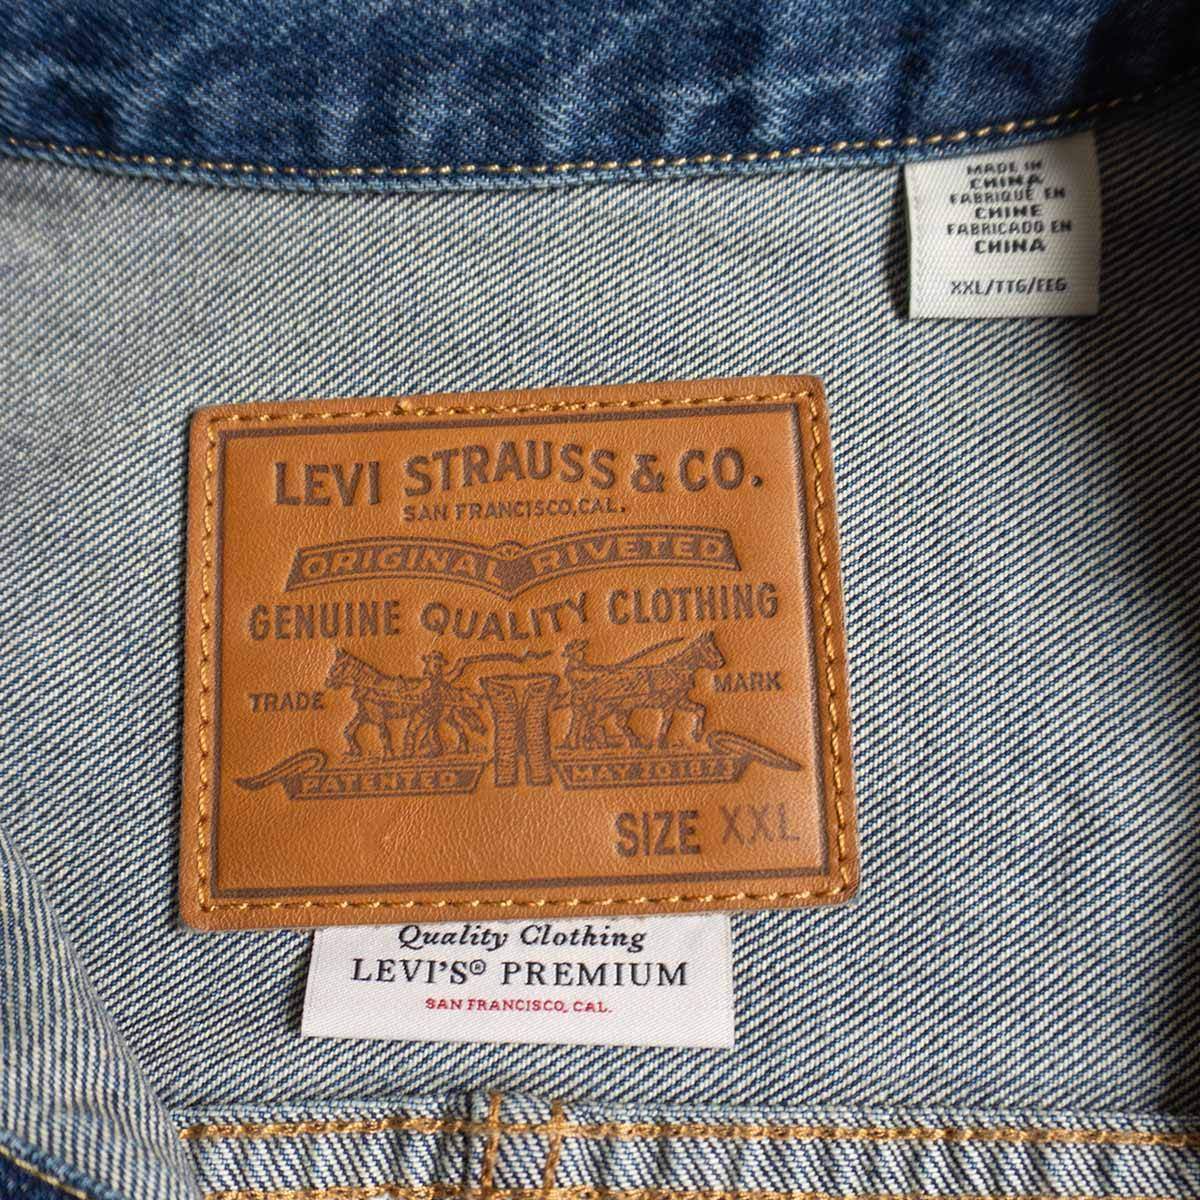 MADE IN
CHINA
FABRIQUÉ EN
CHINE
FABRICADO EN
CHINA
XXL/TTG/EEG
LEVI STRAUSS & CO.
SAN FRANCISCO, CAL.
ORIGINAL RIVETED
GENUINE QUALITY CLOTHING
TRADE MARK
PATENTED MAY 20 1873
SIZE XXL
Quality Clothing
LEVI'S® PREMIUM
SAN FRANCISCO, CAL.